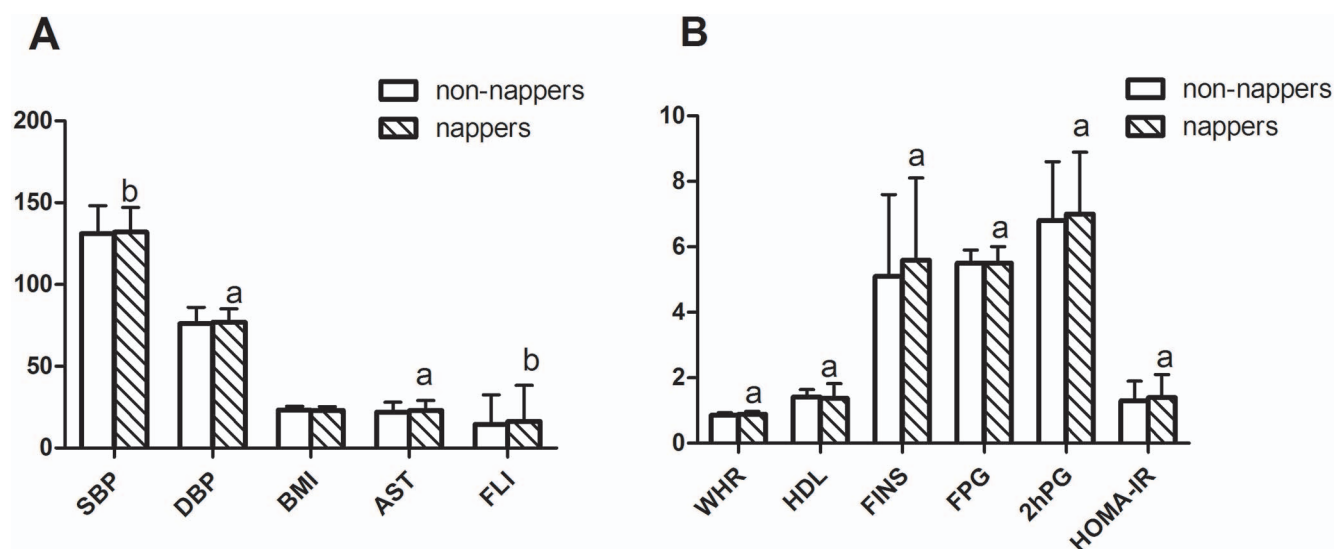 A
non-nappers
nappers
200
150
100
50
0
b
a
a
b
SBP
DBP
BMI
AST
FLI
B
non-nappers
nappers
10
8
6
4
2
0
a
a
a
a
a
a
WHR
HDL
FINS
FPG
2hPG
HOMA-IR